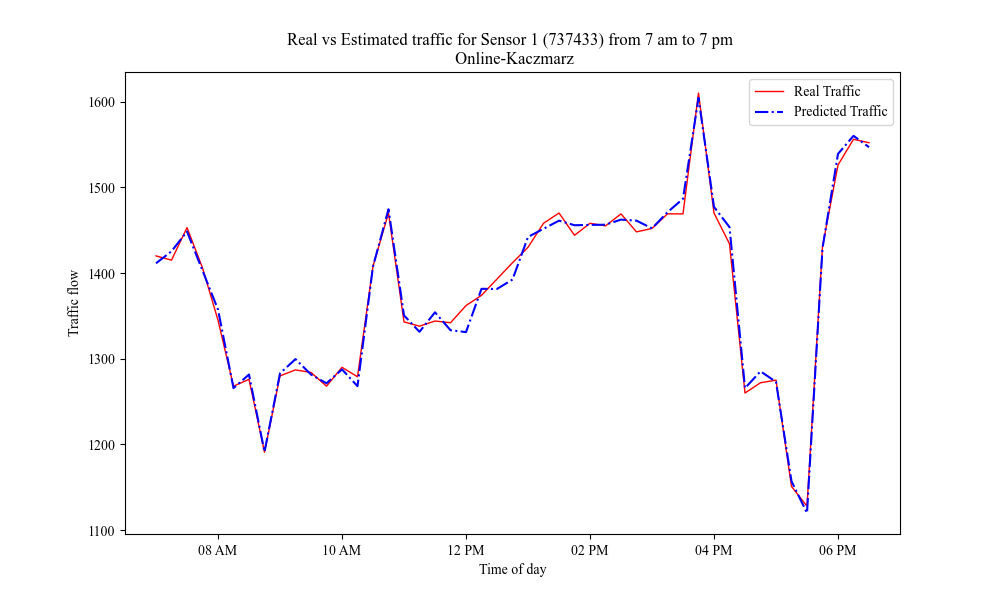 Real vs Estimated traffic for Sensor 1 (737433) from 7 am to 7 pm
Online-Kaczmarz
Real Traffic
Predicted Traffic
1600
1500
1400
1300
1200
1100
Traffic flow
08 AM 10 AM 12 PM 02 PM 04 PM 06 PM
Time of day